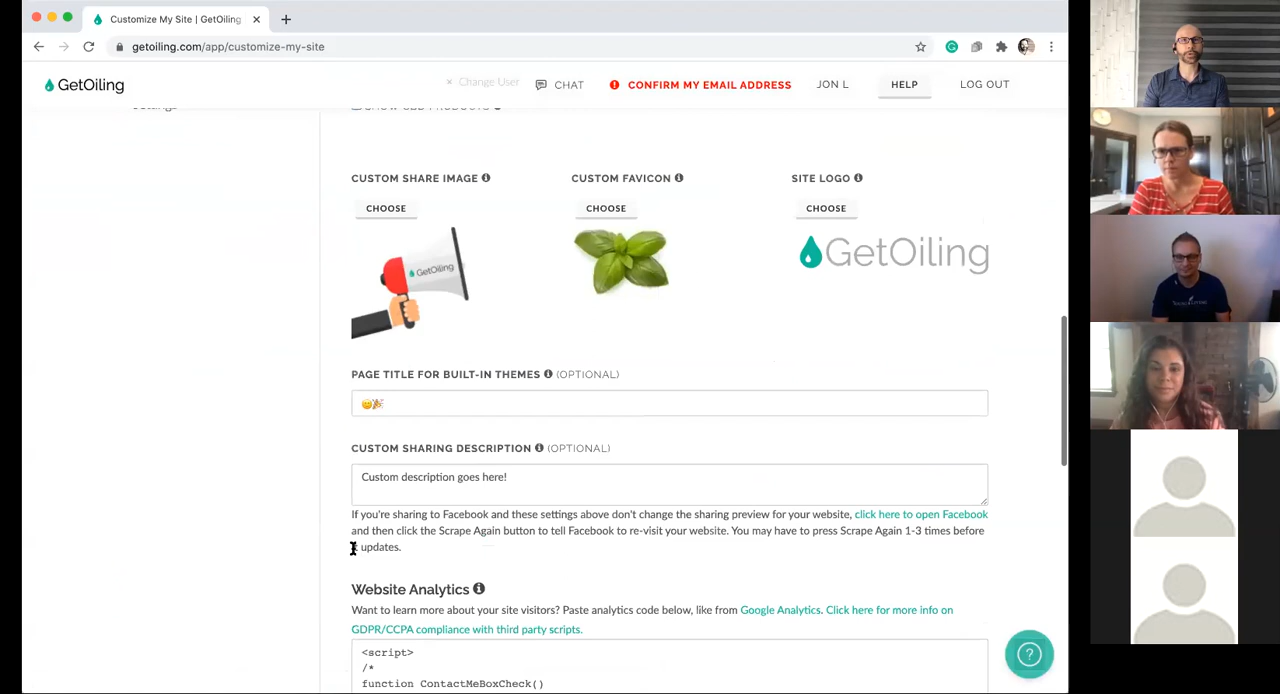 Customize My Site | GetOiling
getoiling.com/app/customize-my-site
GetOiling
× Change User
CHAT
CONFIRM MY EMAIL ADDRESS
JON L
HELP
LOG OUT
CUSTOM SHARE IMAGE
CUSTOM FAVICON
SITE LOGO
CHOOSE
CHOOSE
CHOOSE
GetOiling
GetOiling
PAGE TITLE FOR BUILT-IN THEMES (OPTIONAL)
😊🎉
CUSTOM SHARING DESCRIPTION (OPTIONAL)
Custom description goes here!
If you're sharing to Facebook and these settings above don't change the sharing preview for your website, click here to open Facebook
and then click the Scrape Again button to tell Facebook to re-visit your website. You may have to press Scrape Again 1-3 times before
updates.
Website Analytics
Want to learn more about your site visitors? Paste analytics code below, like from Google Analytics. Click here for more info on
GDPR/CCPA compliance with third party scripts.
<script>
/*
function ContactMeBoxCheck()
?